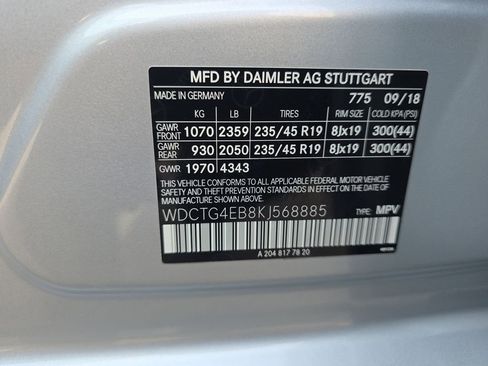 MFD BY DAIMLER AG STUTTGART
MADE IN GERMANY 775 09/18
KG LB TIRES RIM SIZE COLD KPA (PSI)
GAWR FRONT 1070 2359 235/45 R19 8Jx19 300(44)
GAWR REAR 930 2050 235/45 R19 8Jx19 300(44)
GVWR 1970 4343
THIS VEHICLE CONFORMS TO ALL APPLICABLE FEDERAL MOTOR VEHICLE
SAFETY STANDARDS IN EFFECT ON THE DATE OF MANUFACTURE SHOWN ABOVE.
WDCTG4EB8KJ568885 TYPE: MPV
A 204 817 78 20